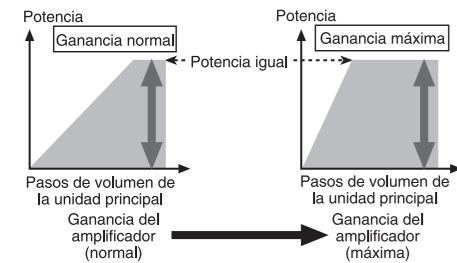 Potencia
Ganancia normal
Potencia igual
Potencia
Ganancia máxima
Pasos de volumen de
la unidad principal
Pasos de volumen de
la unidad principal
Ganancia del
amplificador
(normal)
Ganancia del
amplificador
(máxima)